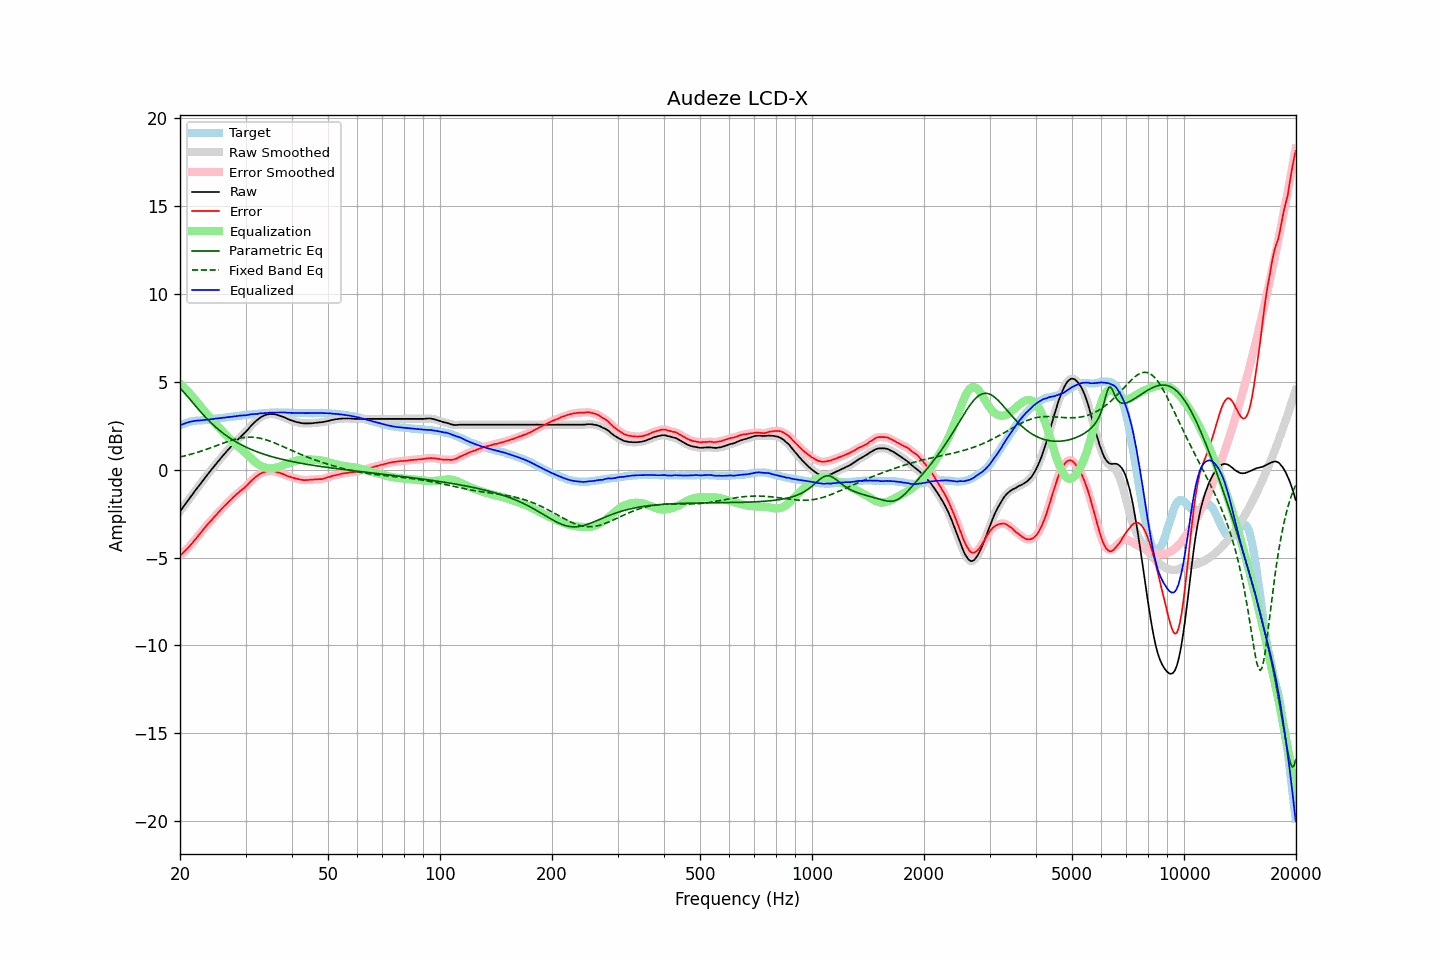 Audeze LCD-X
Amplitude (dBr)
20
15
10
5
0
−5
−10
−15
−20
Target
Raw Smoothed
Error Smoothed
Raw
Error
Equalization
Parametric Eq
Fixed Band Eq
Equalized
20 50 100 200 500 1000 2000 5000 10000 20000
Frequency (Hz)